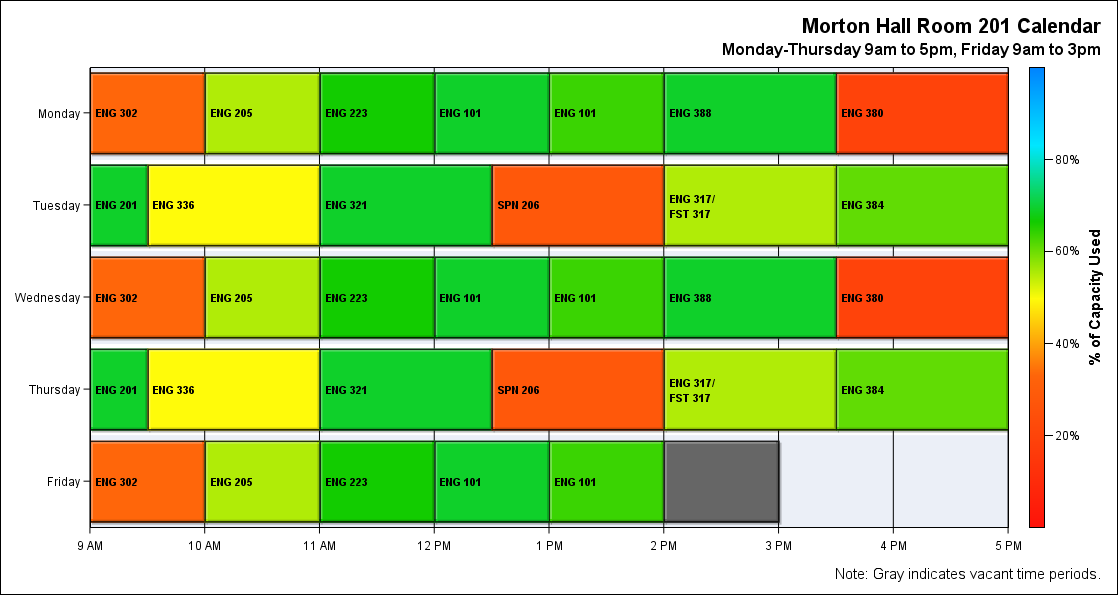 Morton Hall Room 201 Calendar
Monday-Thursday 9am to 5pm, Friday 9am to 3pm
Monday
ENG 302
ENG 205
ENG 223
ENG 101
ENG 101
ENG 388
ENG 380
Tuesday
ENG 201
ENG 336
ENG 321
SPN 206
ENG 317/
FST 317
ENG 384
Wednesday
ENG 302
ENG 205
ENG 223
ENG 101
ENG 101
ENG 388
ENG 380
Thursday
ENG 201
ENG 336
ENG 321
SPN 206
ENG 317/
FST 317
ENG 384
Friday
ENG 302
ENG 205
ENG 223
ENG 101
ENG 101
9 AM
10 AM
11 AM
12 PM
1 PM
2 PM
3 PM
4 PM
5 PM
80%
60%
40%
20%
% of Capacity Used
Note: Gray indicates vacant time periods.